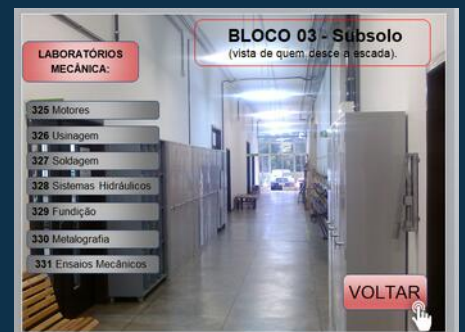 BLOCO 03 - Subsolo
(vista de quem desce a escada).
LABORATÓRIOS
MECÂNICA:
325 Motores
326 Usinagem
327 Soldagem
328 Sistemas Hidráulicos
329 Fundição
330 Metalografia
331 Ensaios Mecânicos
VOLTAR